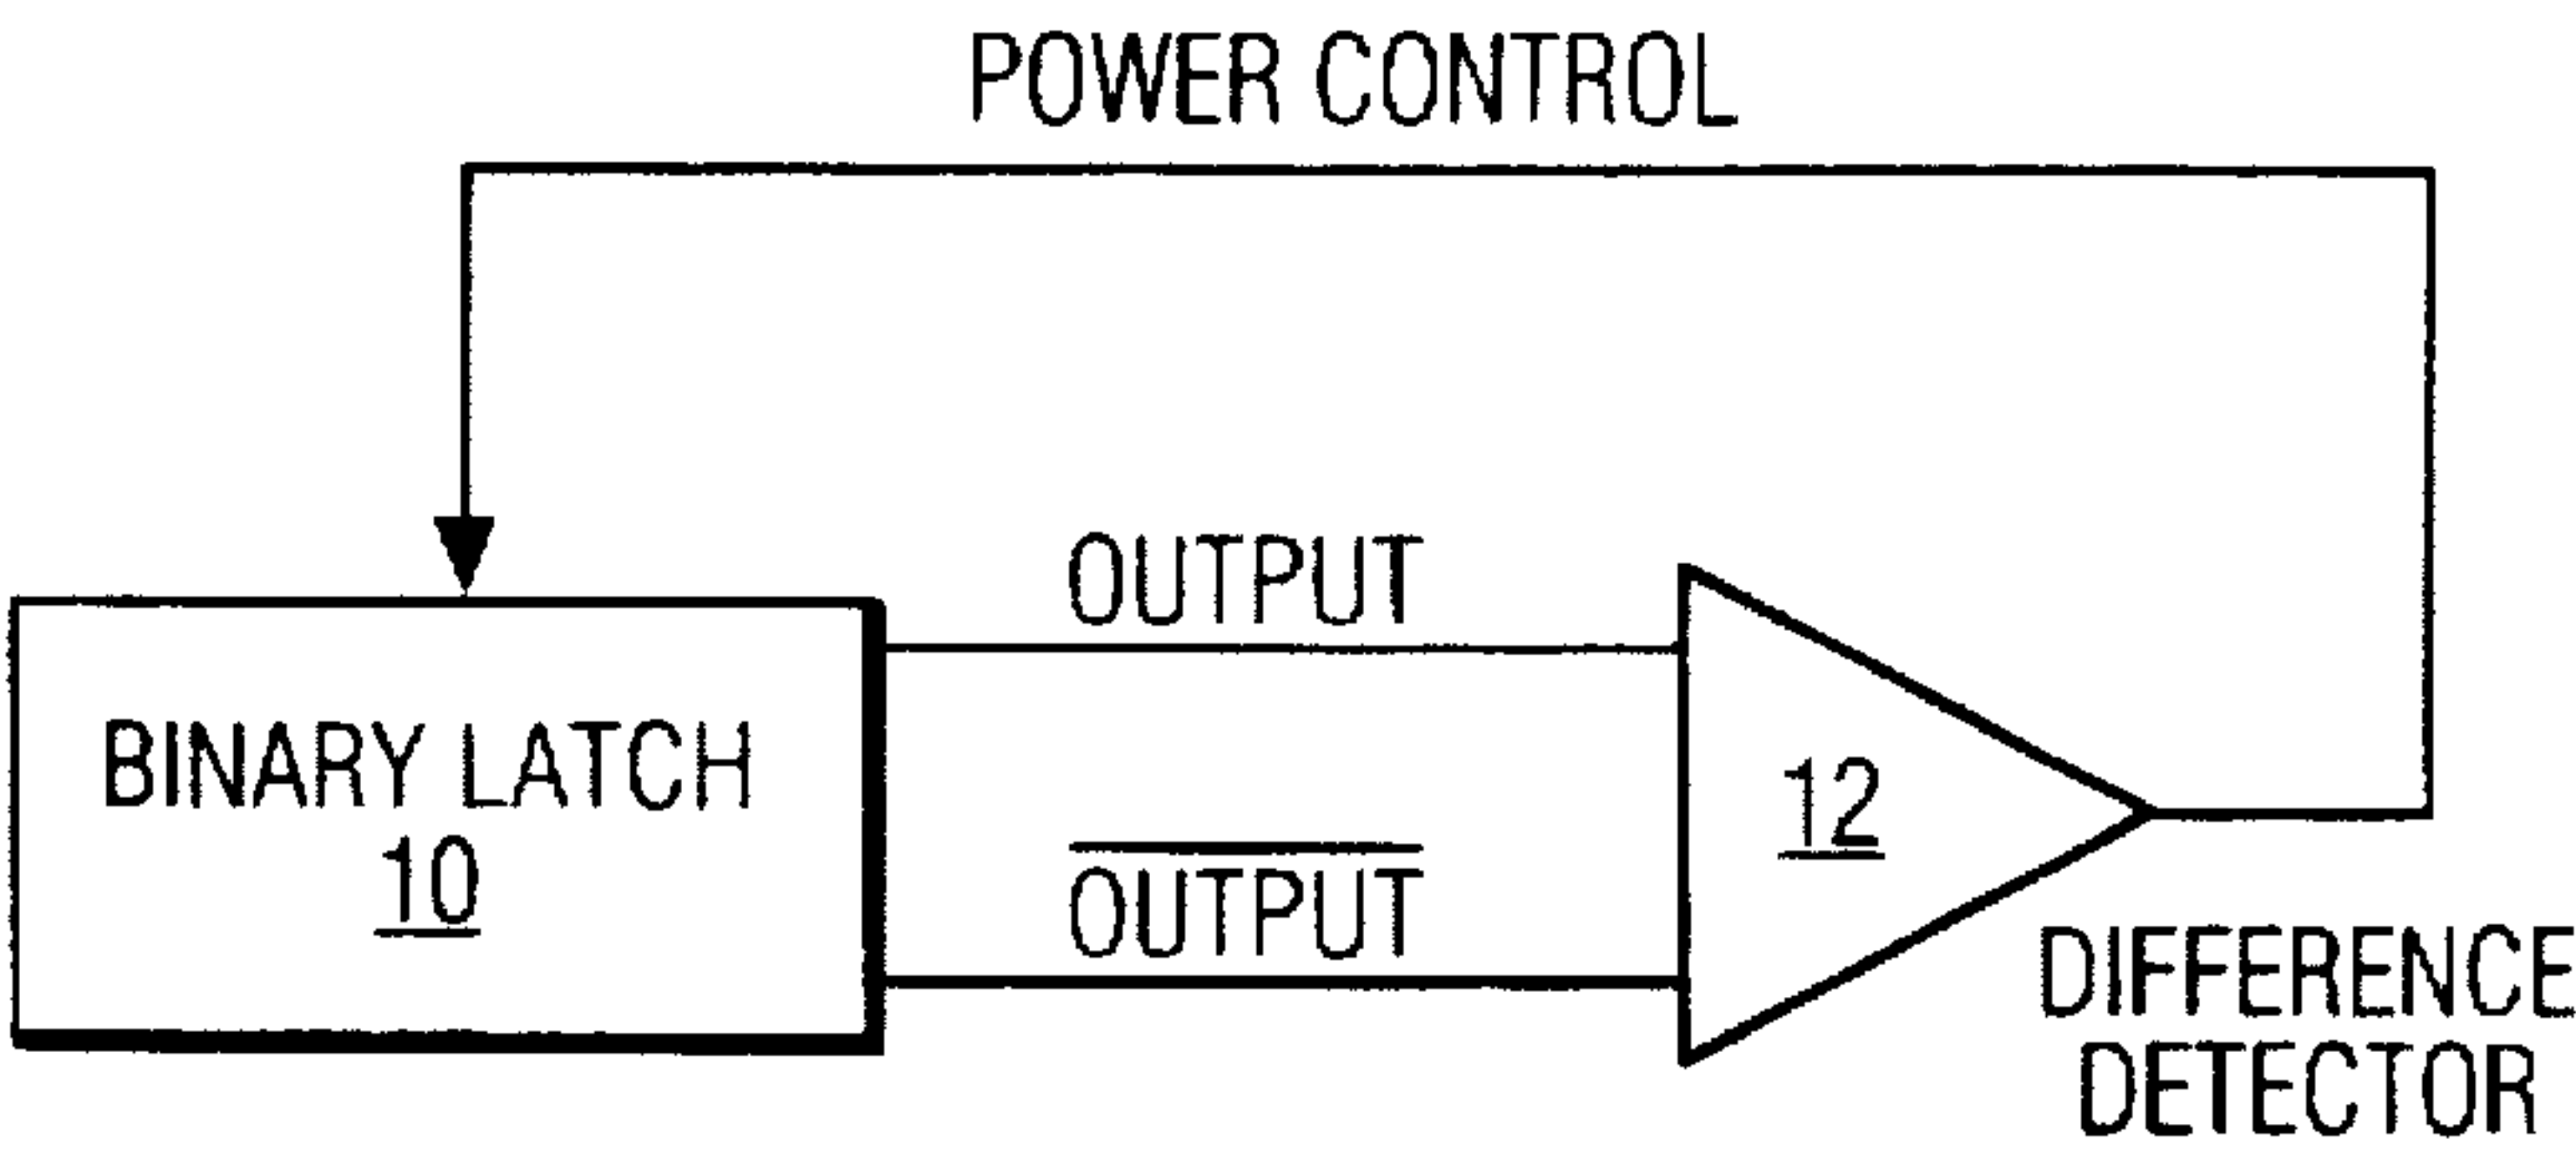 POWER CONTROL
OUTPUT
BINARY LATCH
10
12
OUTPUT
DIFFERENCE
DETECTOR